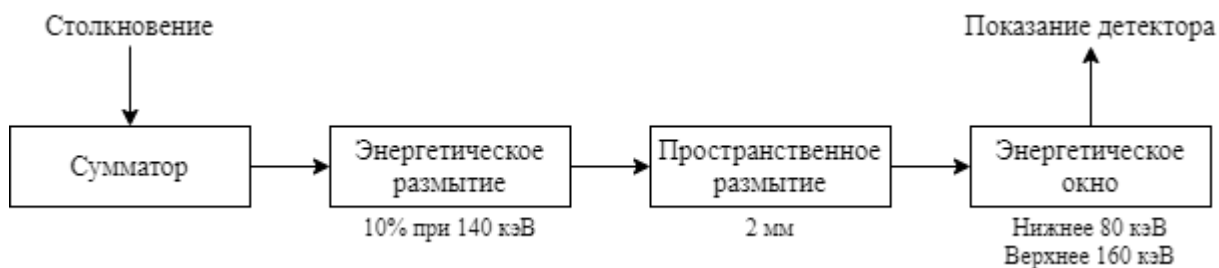 Столкновение
Показание детектора
Сумматор
Энергетическое
размытие
Пространственное
размытие
Энергетическое
окно
10% при 140 кэВ
2 мм
Нижнее 80 кэВ
Верхнее 160 кэВ